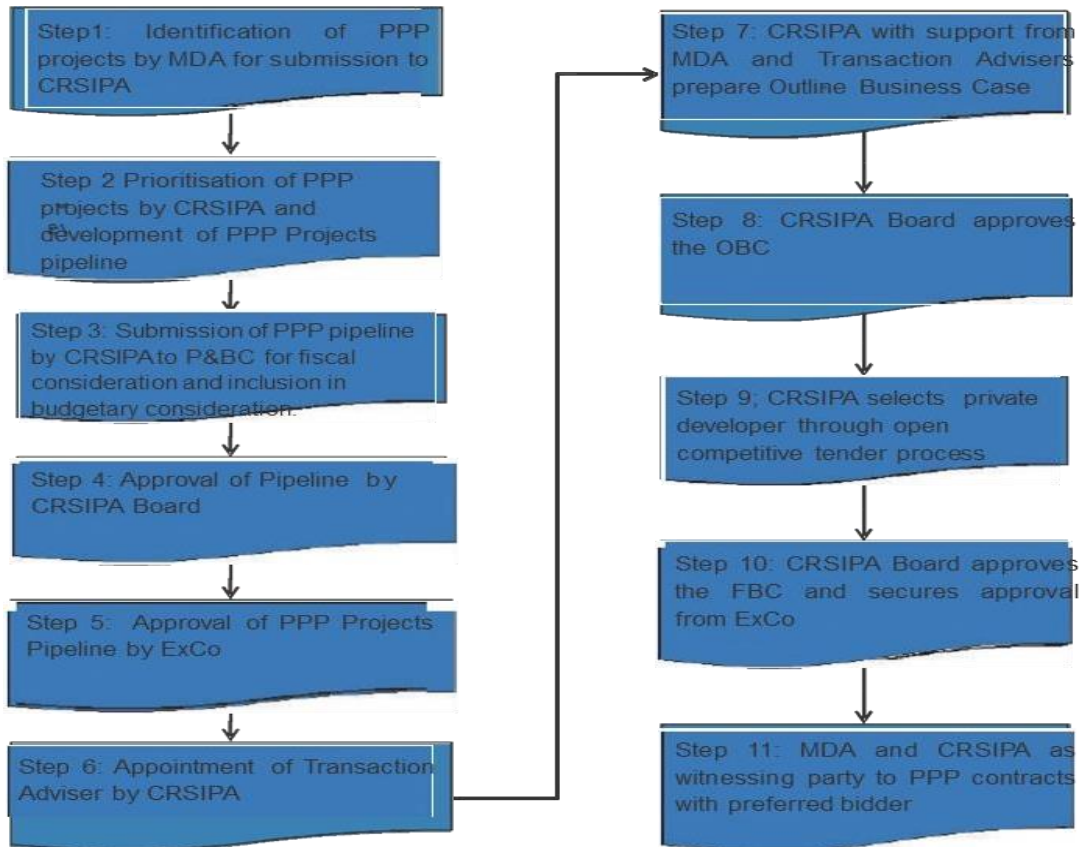 Step1: Identification of PPP
projects by MDA for submission to
CRSIPA
Step 2 Prioritisation of PPP
projects by CRSIPA and
development of PPP Projects
pipeline
Step 3: Submission of PPP pipeline
by CRSIPA to P&BC for fiscal
consideration and inclusion in
budgetary consideration.
Step 4: Approval of Pipeline by
CRSIPA Board
Step 5: Approval of PPP Projects
Pipeline by ExCo
Step 6: Appointment of Transaction
Adviser by CRSIPA
Step 7: CRSIPA with support from
MDA and Transaction Advisers
prepare Outline Business Case
Step 8: CRSIPA Board approves
the OBC
Step 9; CRSIPA selects private
developer through open
competitive tender process
Step 10: CRSIPA Board approves
the FBC and secures approval
from ExCo
Step 11: MDA and CRSIPA as
witnessing party to PPP contracts
with preferred bidder